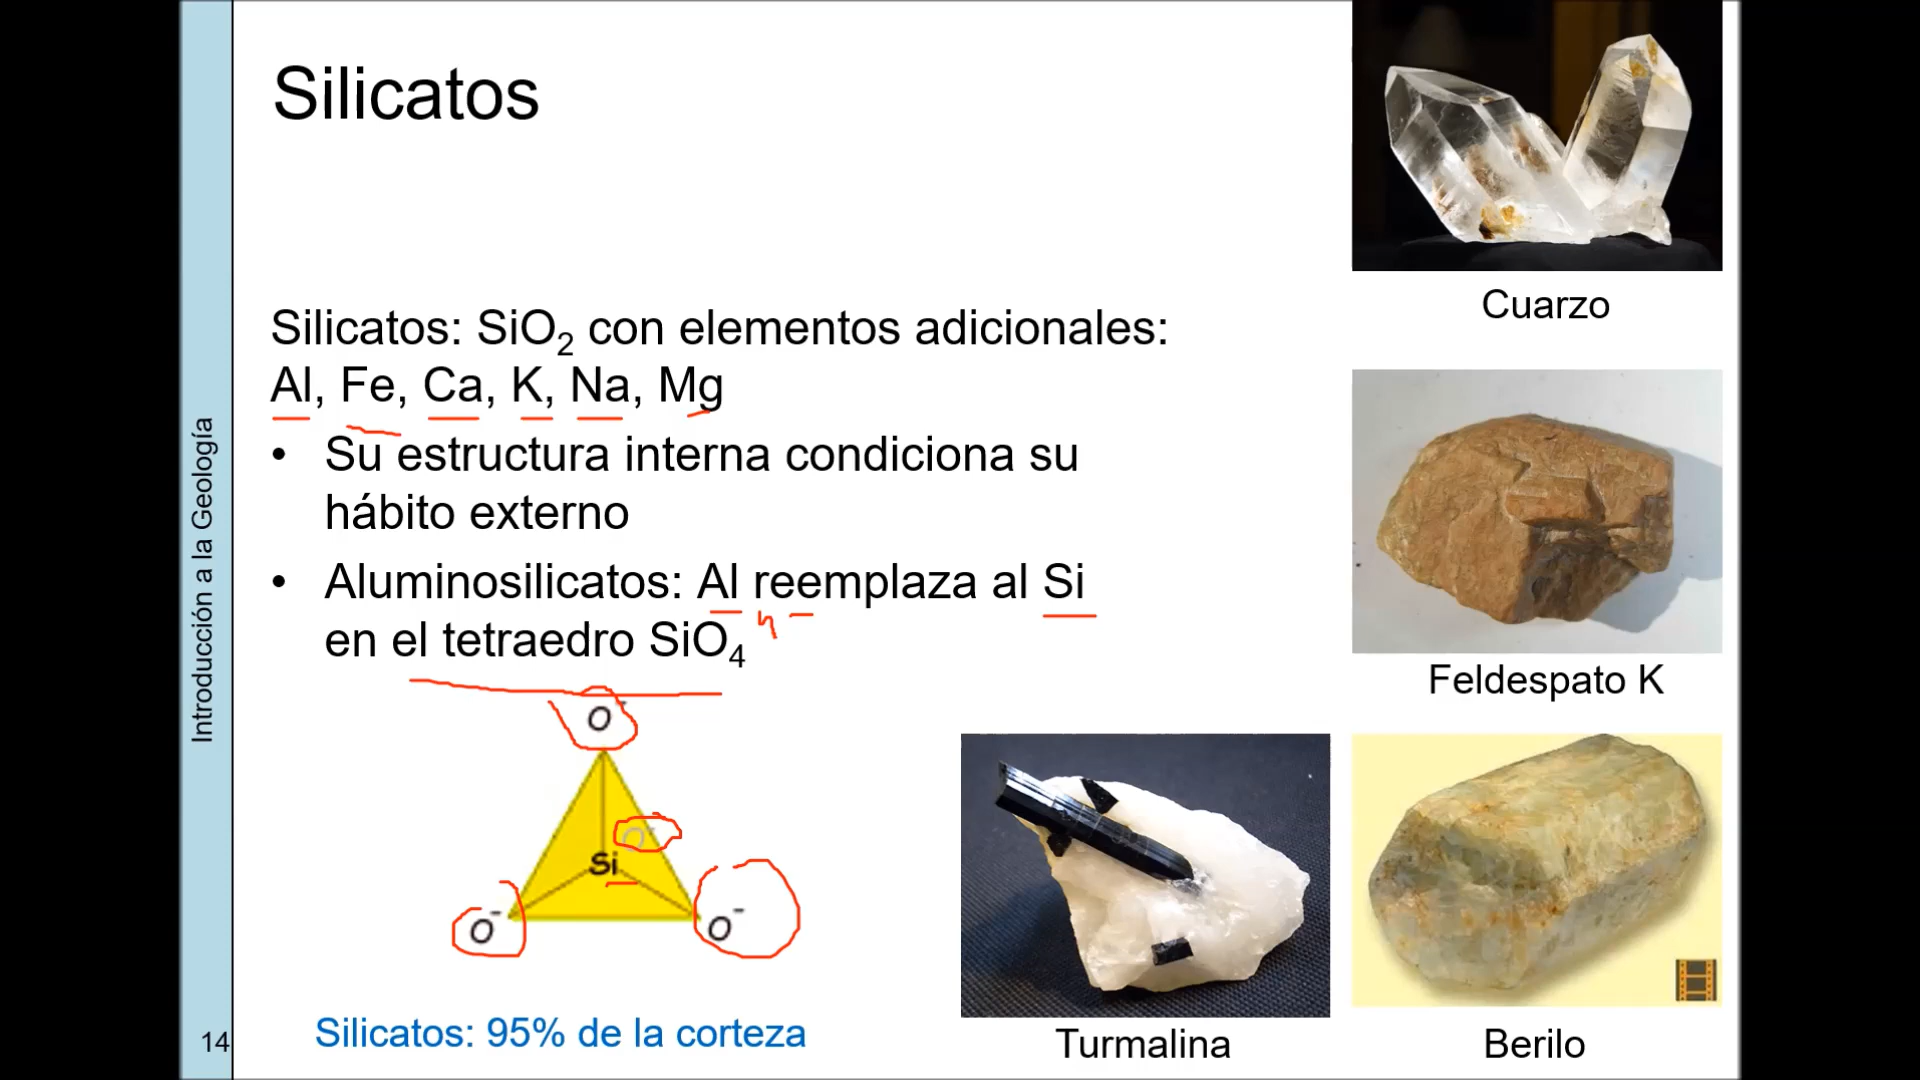 Silicatos
Silicatos: SiO₂ con elementos adicionales:
Al, Fe, Ca, K, Na, Mg
• Su estructura interna condiciona su
hábito externo
• Aluminosilicatos: Al reemplaza al Si
en el tetraedro SiO₄
O⁻
O⁻
Si
O⁻
O⁻
Silicatos: 95% de la corteza
Cuarzo
Feldespato K
Turmalina
Berilo
Introducción a la Geología
14